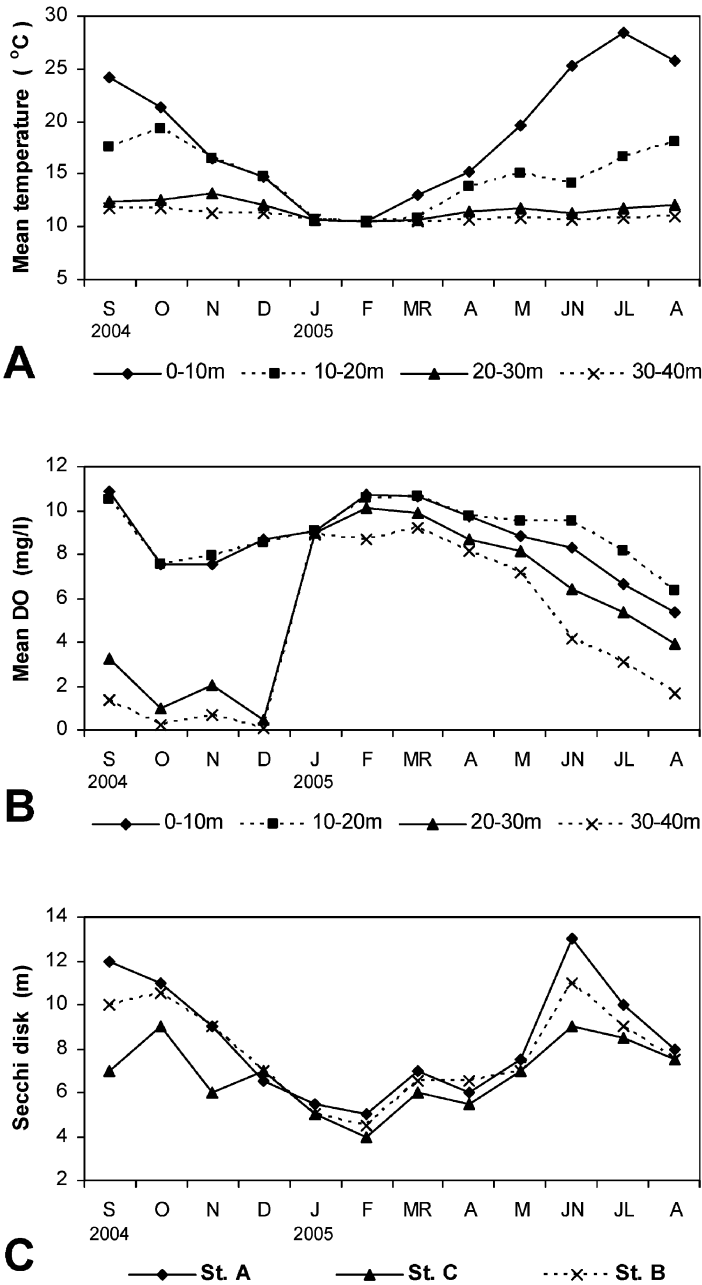 Mean temperature ( °C)
30
25
20
15
10
5
S O N D J F MR A M JN JL A
2004 2005
A
0-10m 10-20m 20-30m 30-40m
Mean DO (mg/l)
12
10
8
6
4
2
0
S O N D J F MR A M JN JL A
2004 2005
B
0-10m 10-20m 20-30m 30-40m
Secchi disk (m)
14
12
10
8
6
4
2
S O N D J F MR A M JN JL A
2004 2005
C
St. A St. C St. B